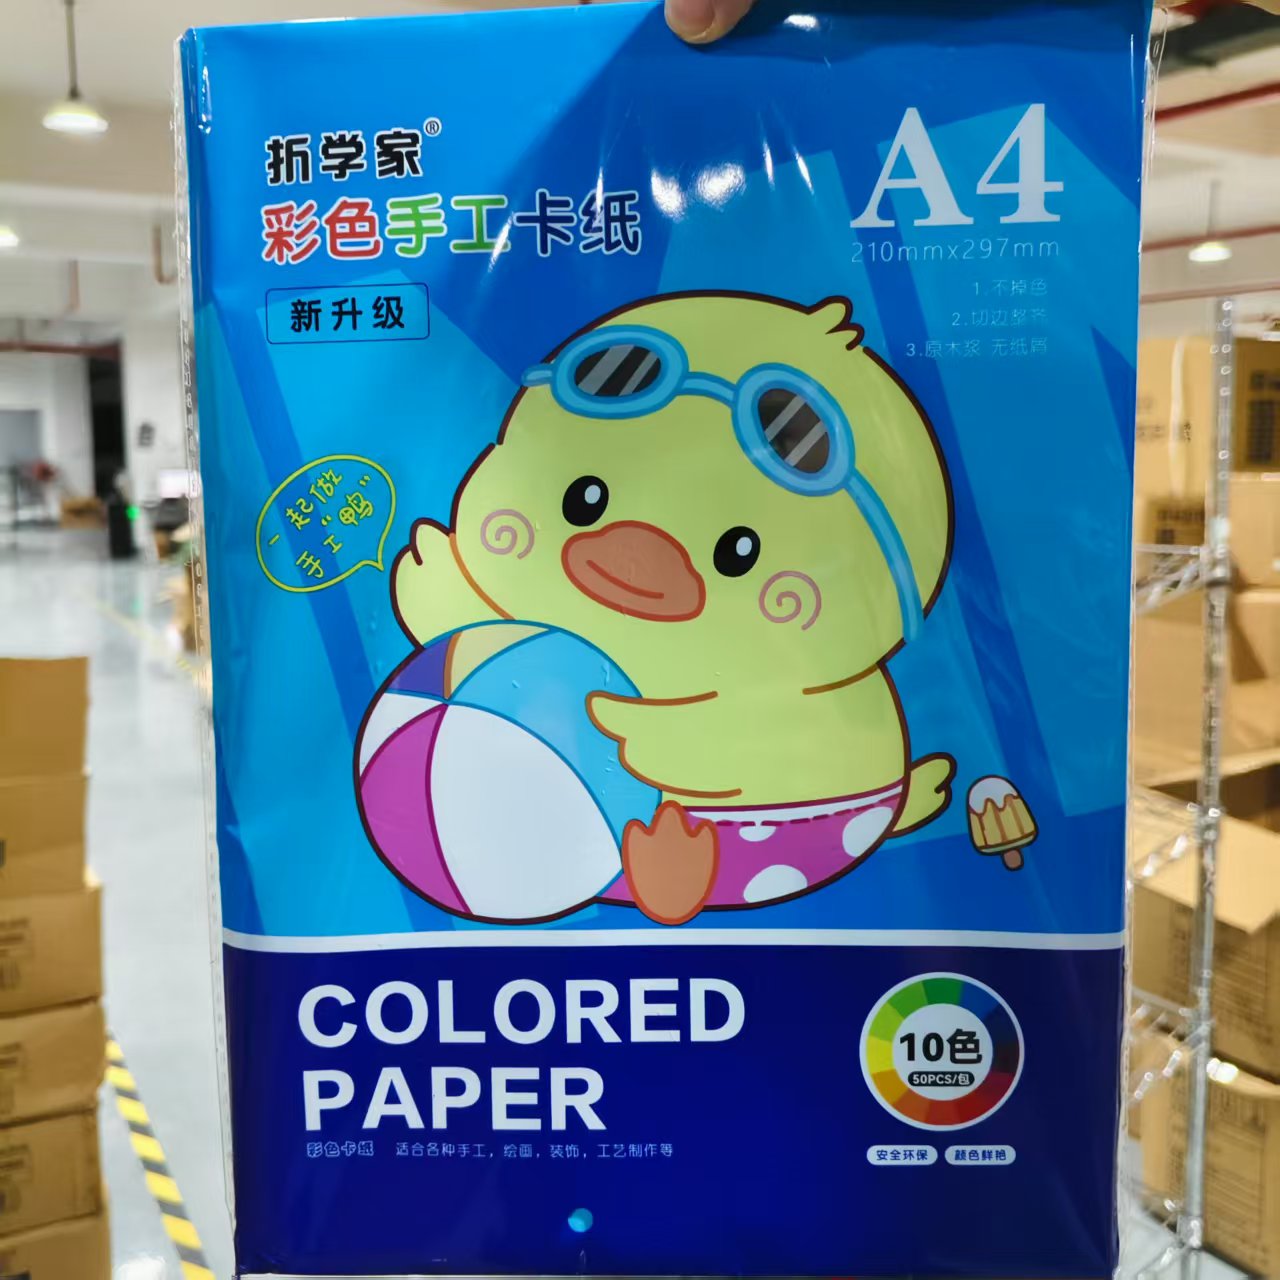 折学家®
彩色手工卡纸
新升级
A4
210mmx297mm
1.不掉色
2.切边整齐
3.原木浆 无纸屑
一起做
手工“鸭”
COLORED
PAPER
彩色卡纸 适合各种手工，绘画，装饰，工艺制作等
10色
50PCS/包
安全环保
颜色鲜艳